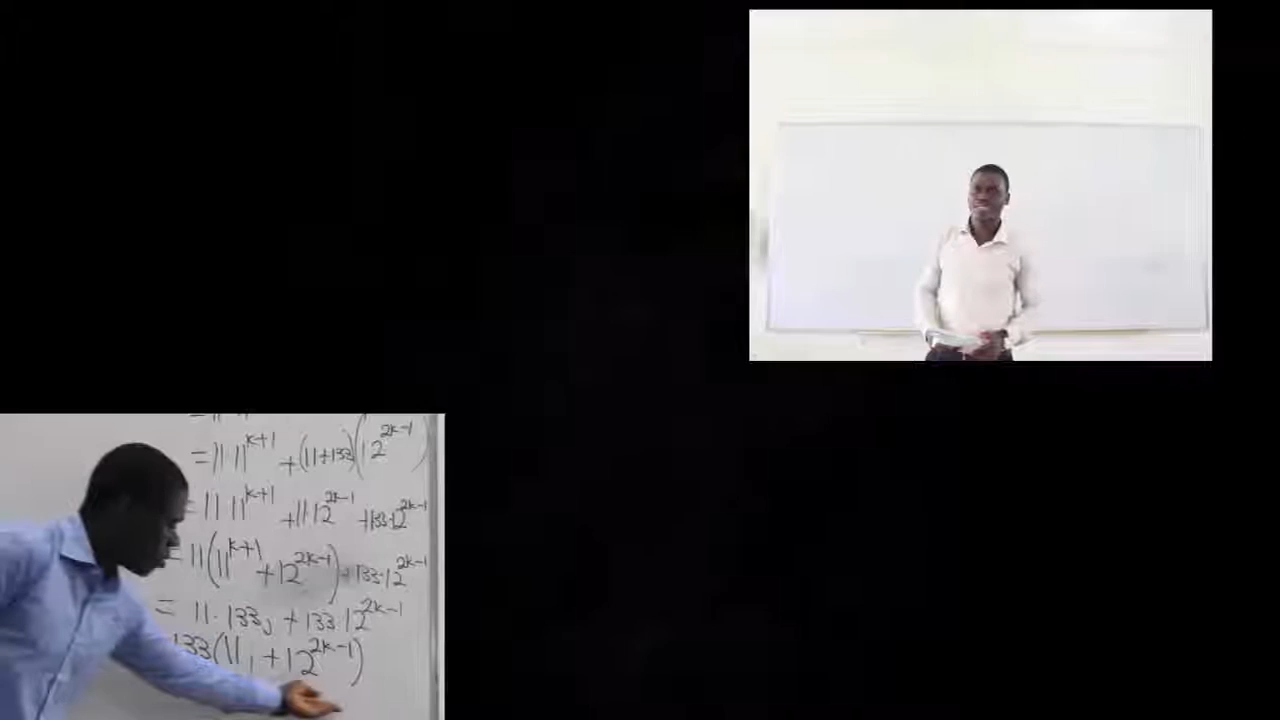 = 11·11^{k+1} + (11+133)(12^{2k-1})
= 11·11^{k+1} + 11·12^{2k-1} + 133·12^{2k-1}
= 11(11^{k+1} + 12^{2k-1}) + 133·12^{2k-1}
= 11·133j + 133·12^{2k-1}
133(11j + 12^{2k-1})